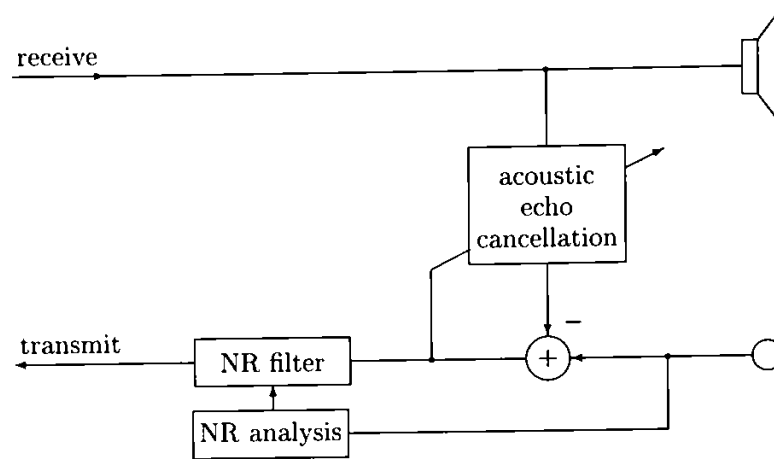 receive
acoustic
echo
cancellation
−
transmit
NR filter
+
NR analysis